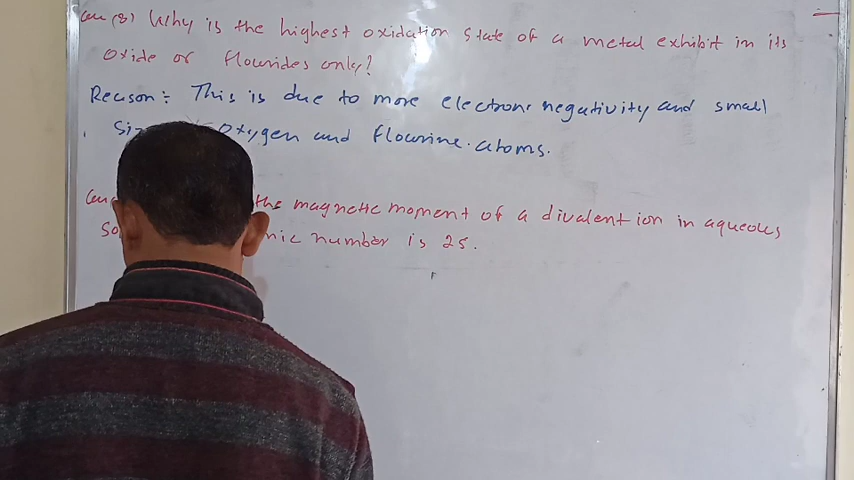 Qu (8) Why is the highest oxidation state of a metal exhibit in its
Oxide or flourides only?
Reason:- This is due to more electronegativity and small
Oxygen and flourine atoms.
the magnetic moment of a divalent ion in aqueous
number is 25.